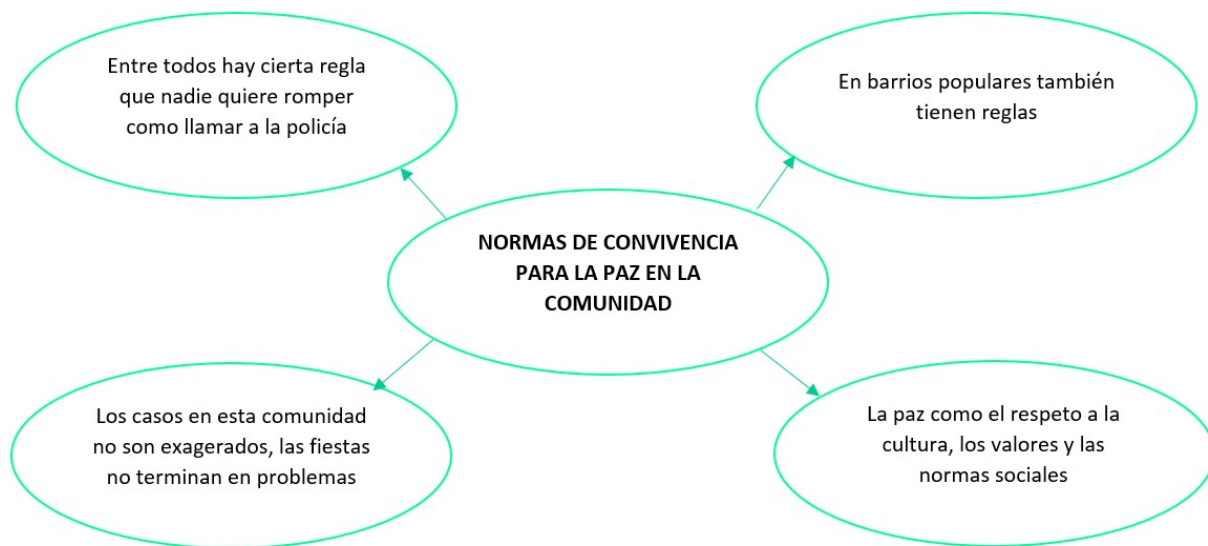 Entre todos hay cierta regla
que nadie quiere romper
como llamar a la policía
En barrios populares también
tienen reglas
NORMAS DE CONVIVENCIA
PARA LA PAZ EN LA
COMUNIDAD
Los casos en esta comunidad
no son exagerados, las fiestas
no terminan en problemas
La paz como el respeto a la
cultura, los valores y las
normas sociales